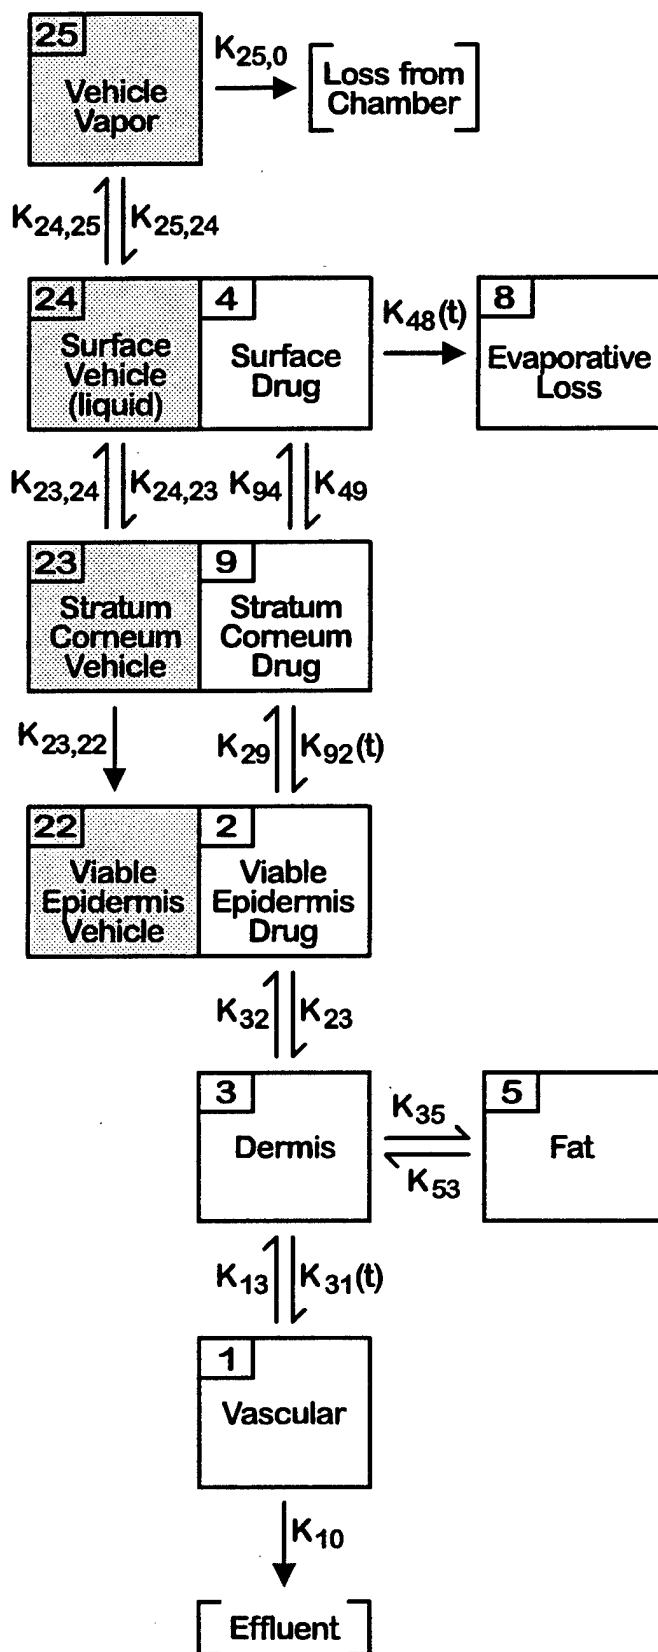 25
Vehicle
Vapor
K25,0
Loss from
Chamber
K24,25
K25,24
24
Surface
Vehicle
(liquid)
4
Surface
Drug
K48(t)
8
Evaporative
Loss
K23,24
K24,23
K94
K49
23
Stratum
Corneum
Vehicle
9
Stratum
Corneum
Drug
K23,22
K29
K92(t)
22
Viable
Epidermis
Vehicle
2
Viable
Epidermis
Drug
K32
K23
3
Dermis
K35
K53
5
Fat
K13
K31(t)
1
Vascular
K10
[Effluent]